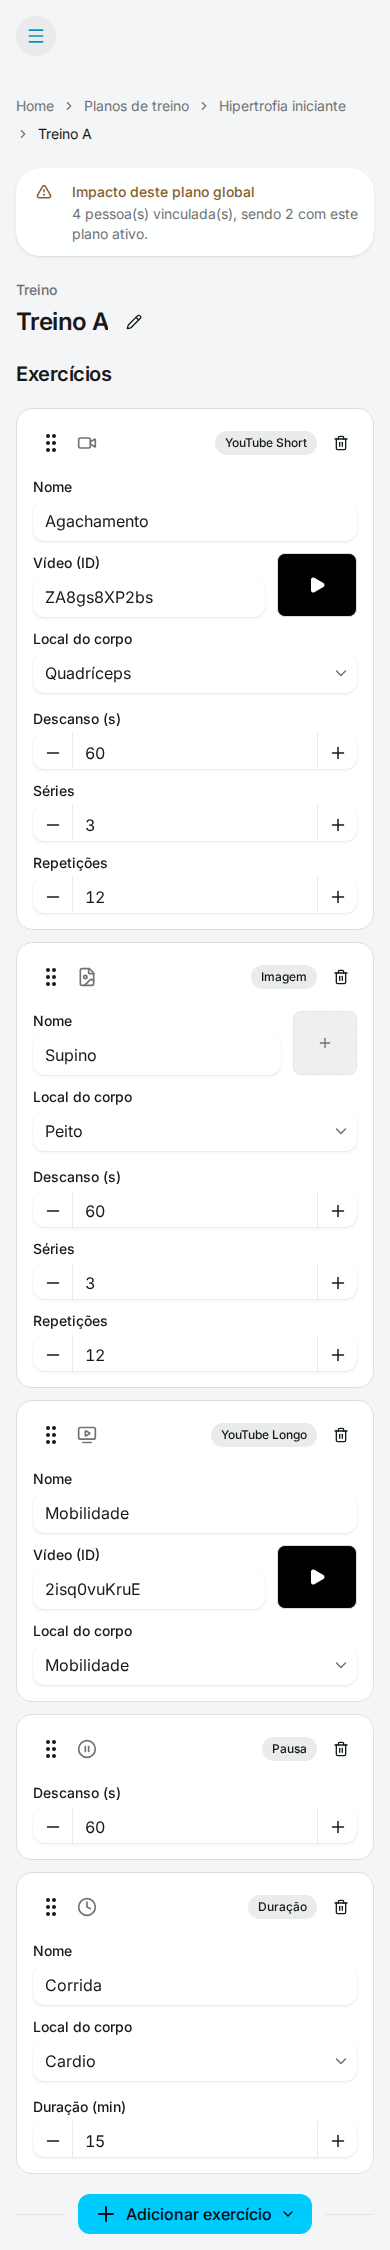 Home > Planos de treino > Hipertrofia iniciante
> Treino A
Impacto deste plano global
4 pessoa(s) vinculada(s), sendo 2 com este
plano ativo.
Treino
Treino A
Exercícios
YouTube Short
Nome
Agachamento
Vídeo (ID)
ZA8gs8XP2bs
Local do corpo
Quadríceps
Descanso (s)
60
Séries
3
Repetições
12
Imagem
Nome
Supino
Local do corpo
Peito
Descanso (s)
60
Séries
3
Repetições
12
YouTube Longo
Nome
Mobilidade
Vídeo (ID)
2isq0vuKruE
Local do corpo
Mobilidade
Pausa
Descanso (s)
60
Duração
Nome
Corrida
Local do corpo
Cardio
Duração (min)
15
Adicionar exercício